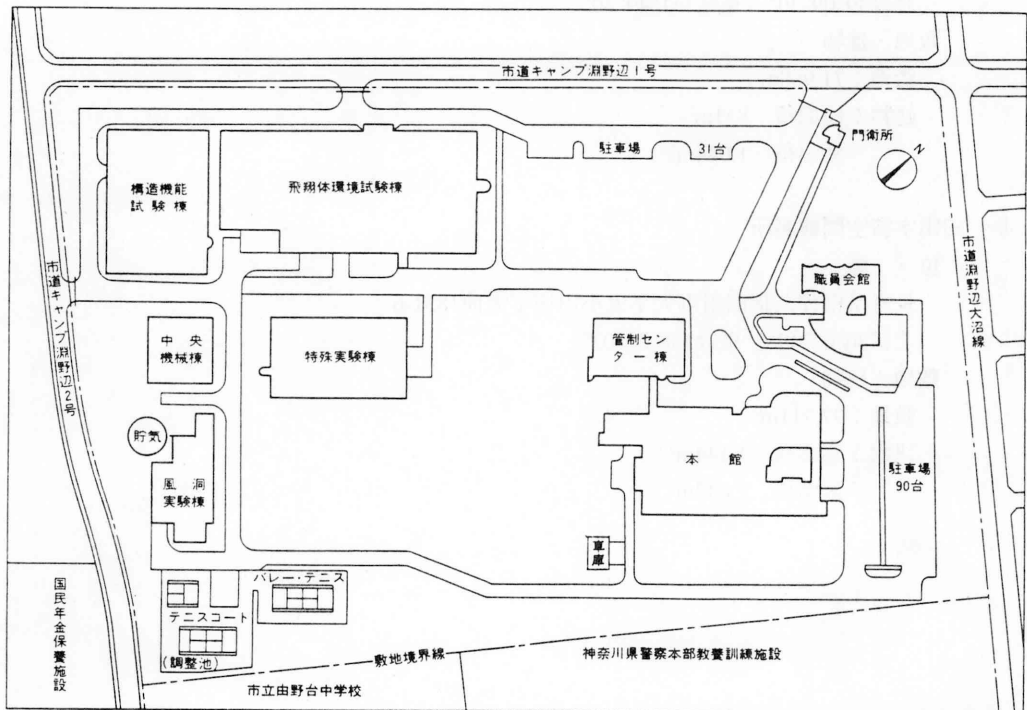 市道キャンプ淵野辺1号
駐車場 31台
門衛所
N
構造機能
試験棟
飛翔体環境試験棟
職員会館
市道淵野辺大沼線
市道キャンプ淵野辺2号
中央
機械棟
特殊実験棟
管制セン
ター棟
貯気
風洞
実験棟
本館
駐車場
90台
車庫
バレー・テニス
テニスコート
(調整池)
国民年金保養施設
敷地境界線
神奈川県警察本部教養訓練施設
市立由野台中学校